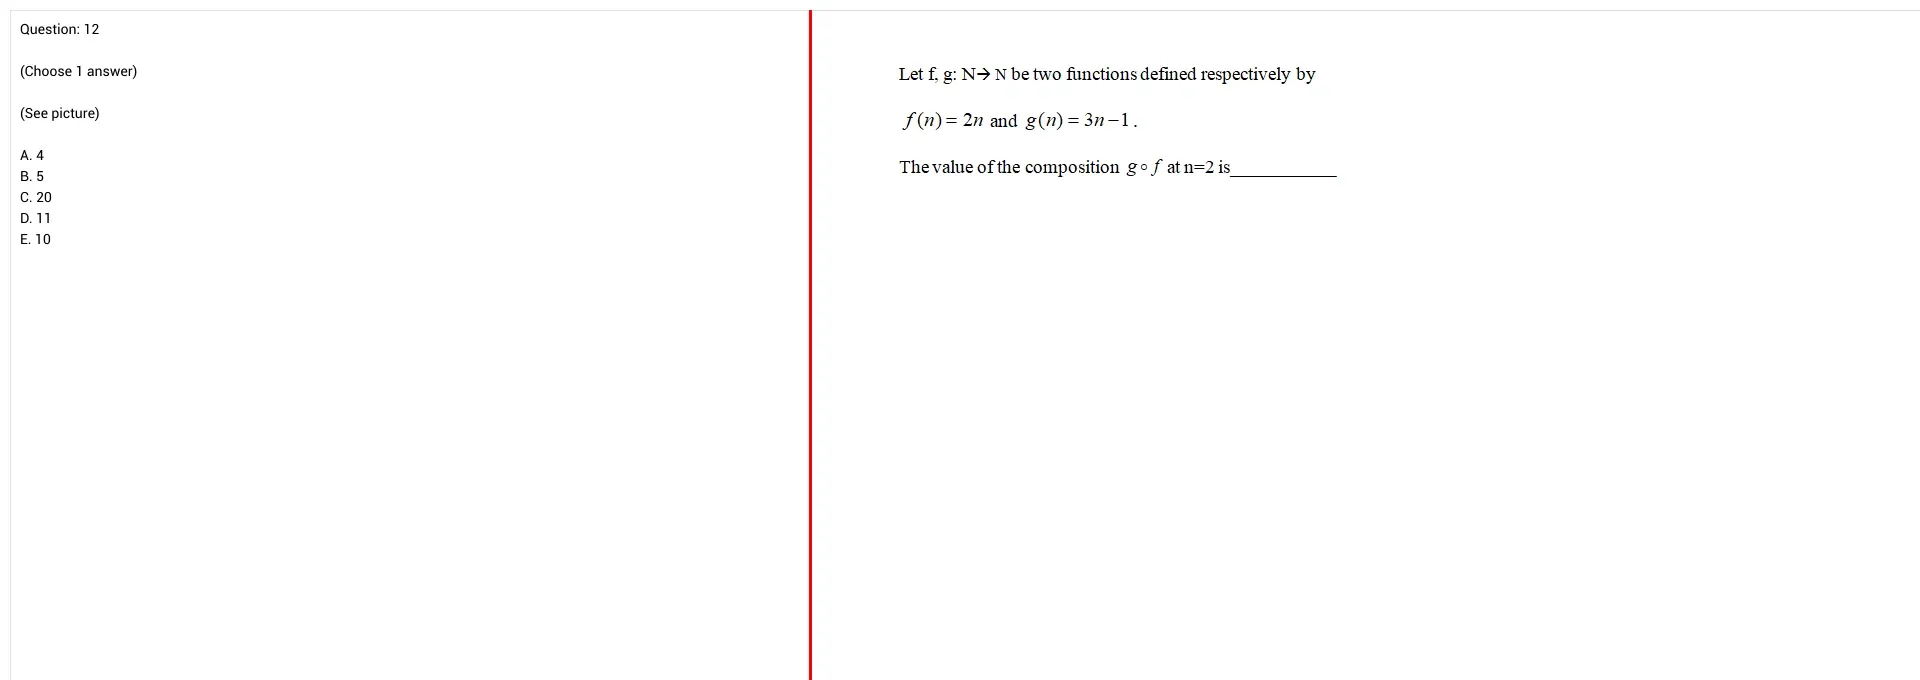 Question: 12
(Choose 1 answer)
(See picture)
A. 4
B. 5
C. 20
D. 11
E. 10
Let f, g: N→ N be two functions defined respectively by
f(n) = 2n and g(n) = 3n−1.
The value of the composition g∘f at n=2 is____________